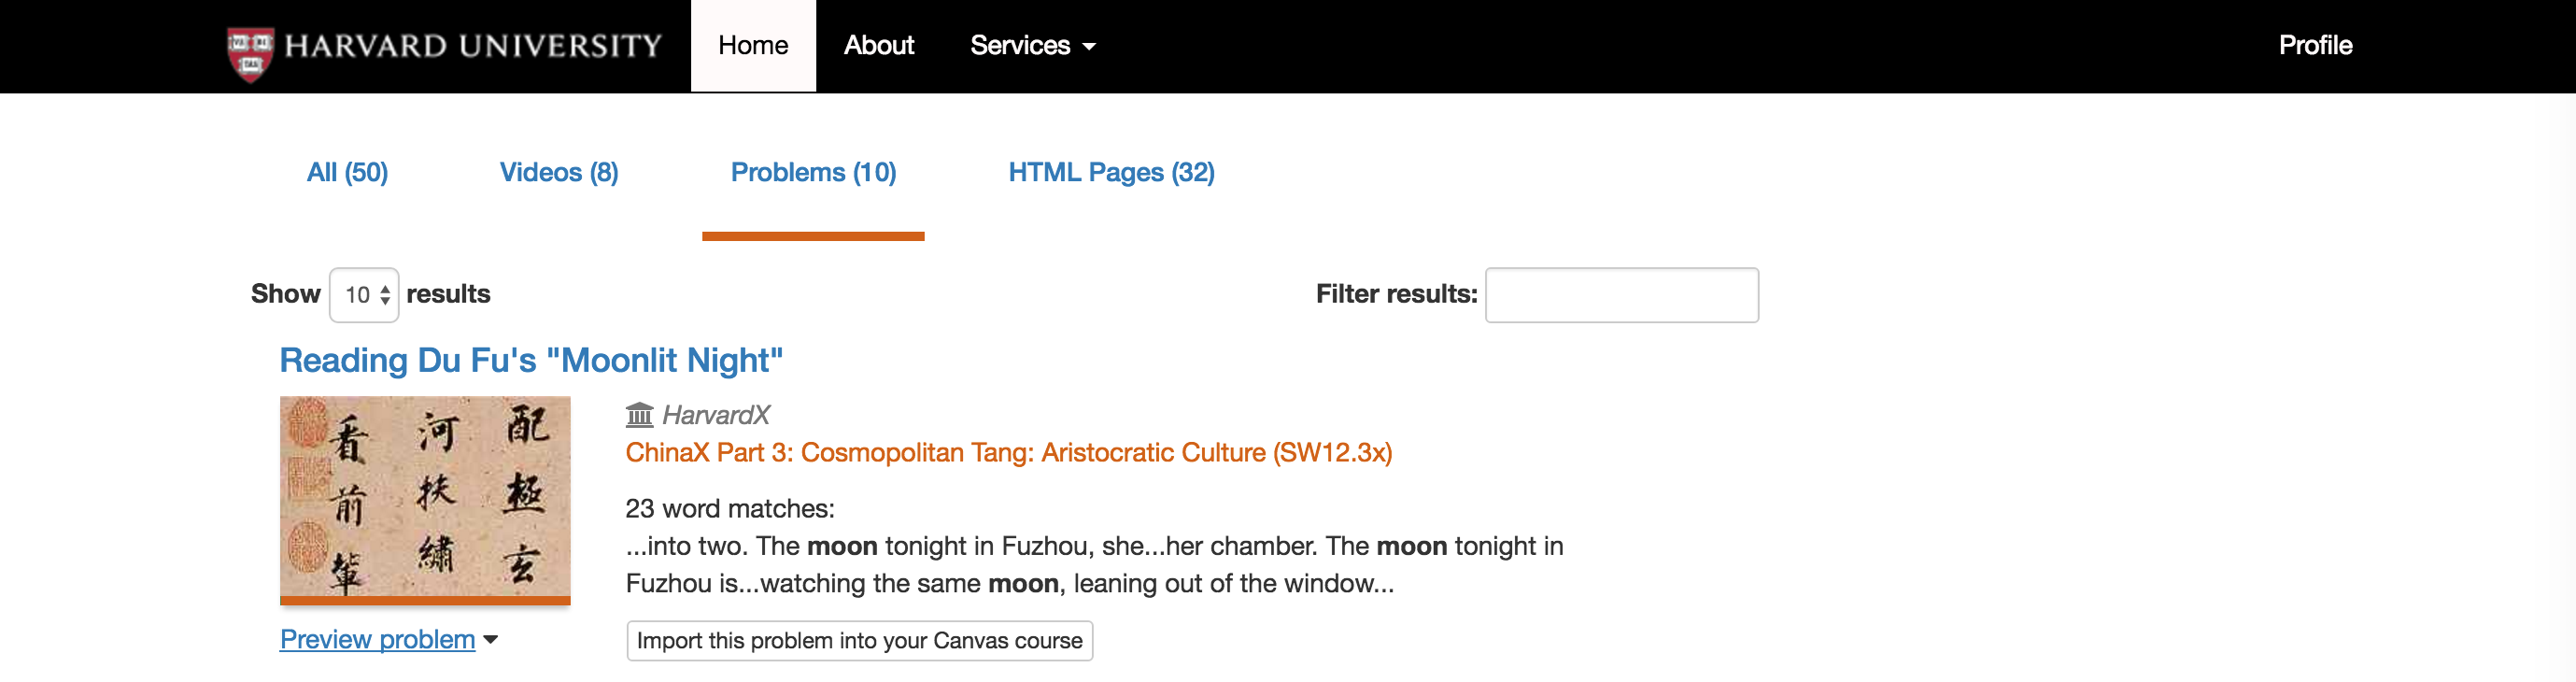 HARVARD UNIVERSITY
Home
About
Services
Profile
All (50)
Videos (8)
Problems (10)
HTML Pages (32)
Show 10 results
Filter results:
Reading Du Fu's "Moonlit Night"
配極玄
河扶繡
看前輩
HarvardX
ChinaX Part 3: Cosmopolitan Tang: Aristocratic Culture (SW12.3x)
23 word matches:
...into two. The moon tonight in Fuzhou, she...her chamber. The moon tonight in
Fuzhou is...watching the same moon, leaning out of the window...
Preview problem
Import this problem into your Canvas course